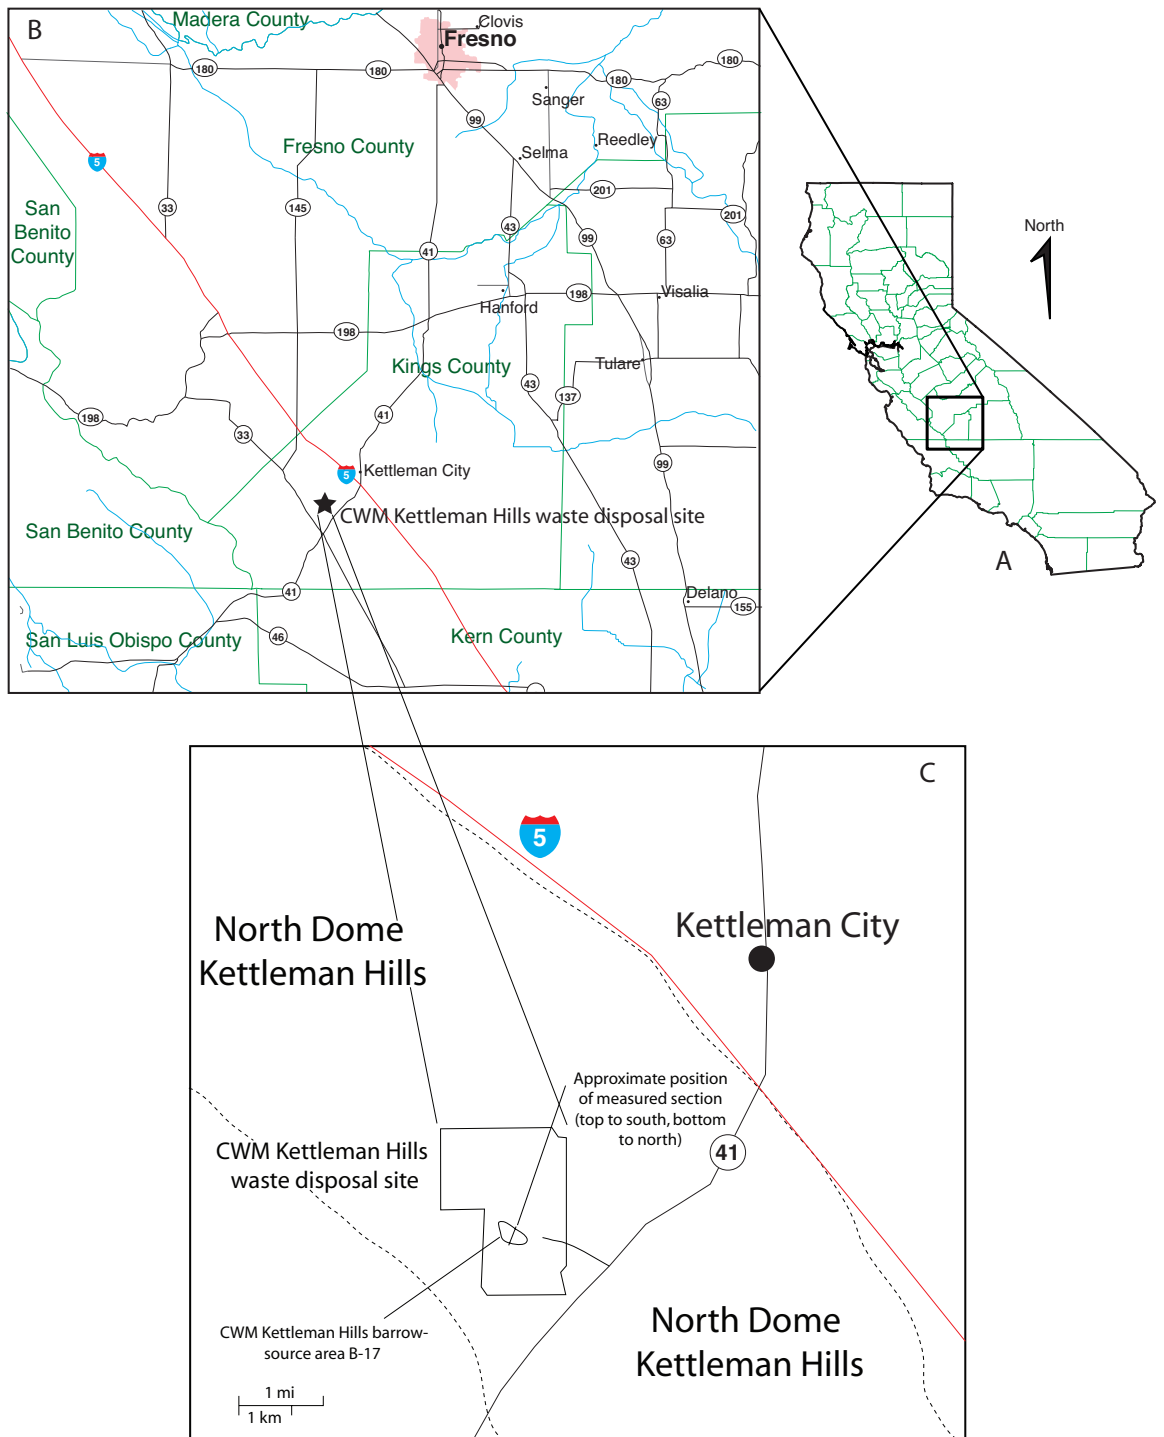 B
Madera County
Clovis
Fresno
180
180
180
180
Sanger
63
99
Fresno County
Reedley
Selma
5
San
Benito
County
33
145
201
201
43
99
63
41
North
198
Visalia
Hanford
198
Kings County
Tulare
43
137
198
41
33
99
5
Kettleman City
CWM Kettleman Hills waste disposal site
San Benito County
43
A
41
Delano
155
San Luis Obispo County
46
Kern County
C
5
North Dome
Kettleman Hills
Kettleman City
Approximate position
of measured section
(top to south, bottom
to north)
41
CWM Kettleman Hills
waste disposal site
CWM Kettleman Hills barrow-
source area B-17
North Dome
Kettleman Hills
1 mi
1 km